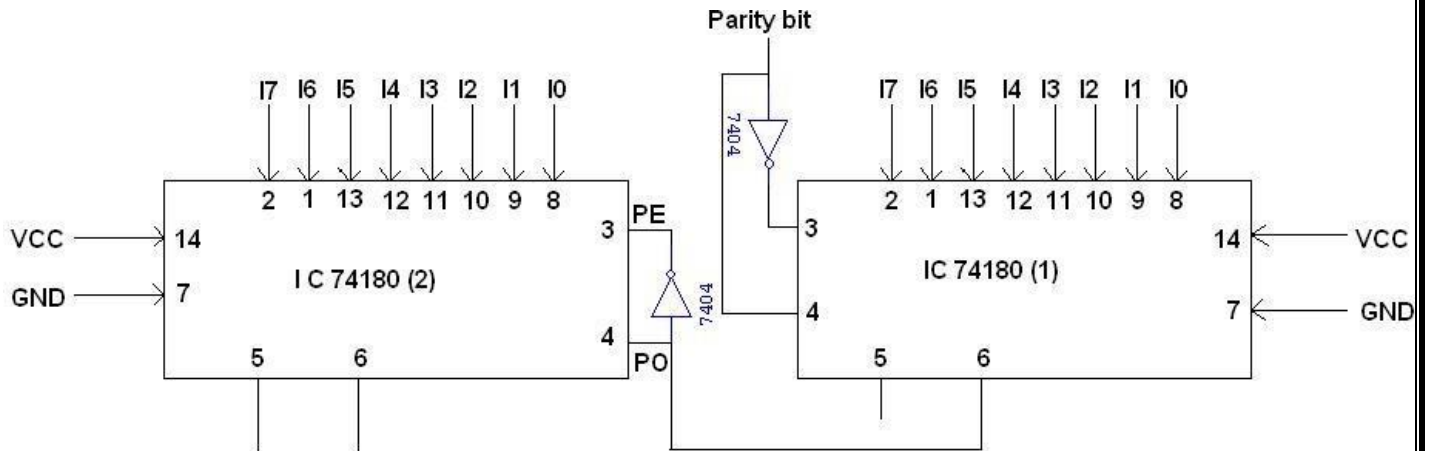 Parity bit
I7 I6 I5 I4 I3 I2 I1 I0
7404
I7 I6 I5 I4 I3 I2 I1 I0
2 1 13 12 11 10 9 8
2 1 13 12 11 10 9 8
VCC
14
3
PE
3
14
VCC
I C 74180 (2)
IC 74180 (1)
GND
7
7404
4
7
GND
4
PO
5 6
5 6